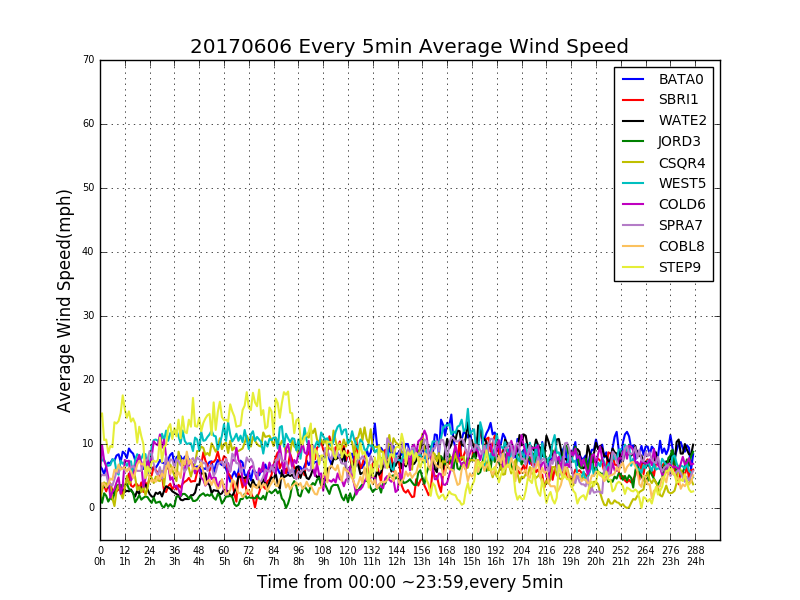 20170606 Every 5min Average Wind Speed
70
60
50
40
30
20
10
0
Average Wind Speed(mph)
BATA0
SBRI1
WATE2
JORD3
CSQR4
WEST5
COLD6
SPRA7
COBL8
STEP9
0 12 24 36 48 60 72 84 96 108 120 132 144 156 168 180 192 204 216 228 240 252 264 276 288
0h 1h 2h 3h 4h 5h 6h 7h 8h 9h 10h 11h 12h 13h 14h 15h 16h 17h 18h 19h 20h 21h 22h 23h 24h
Time from 00:00 ~23:59,every 5min